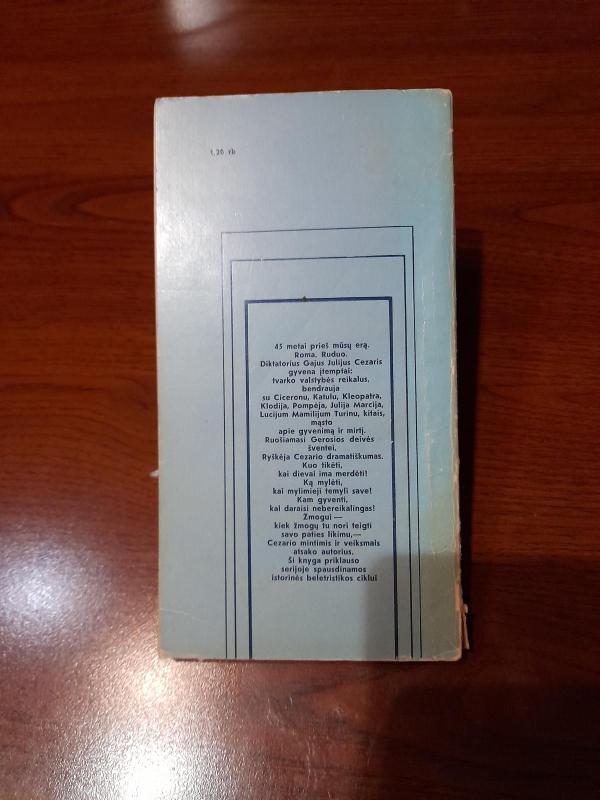 1,20 rb
45 metai prieš mūsų erą.
Roma. Ruduo.
Diktatorius Gajus Julijus Cezaris
gyvena įtemptai:
tvarko valstybės reikalus,
bendrauja
su Ciceronu, Katulu, Kleopatra,
Klodija, Pompėja, Julija Marcija,
Lucijum Mamilijum Turinu, kitais,
mąsto
apie gyvenimą ir mirtį.
Ruošiamasi Gerosios deivės
šventei.
Ryškėja Cezario dramatiškumas.
Kuo tikėti,
kai dievai ima merdėti!
Ką mylėti,
kai mylimieji temyli save!
Kam gyventi,
kai daraisi nebereikalingas!
Žmogui —
kiek žmogų tu nori teigti
savo paties likimu,—
Cezario mintimis ir veiksmais
atsako autorius.
Ši knyga priklauso
serijoje spausdinamos
istorinės beletristikos ciklui